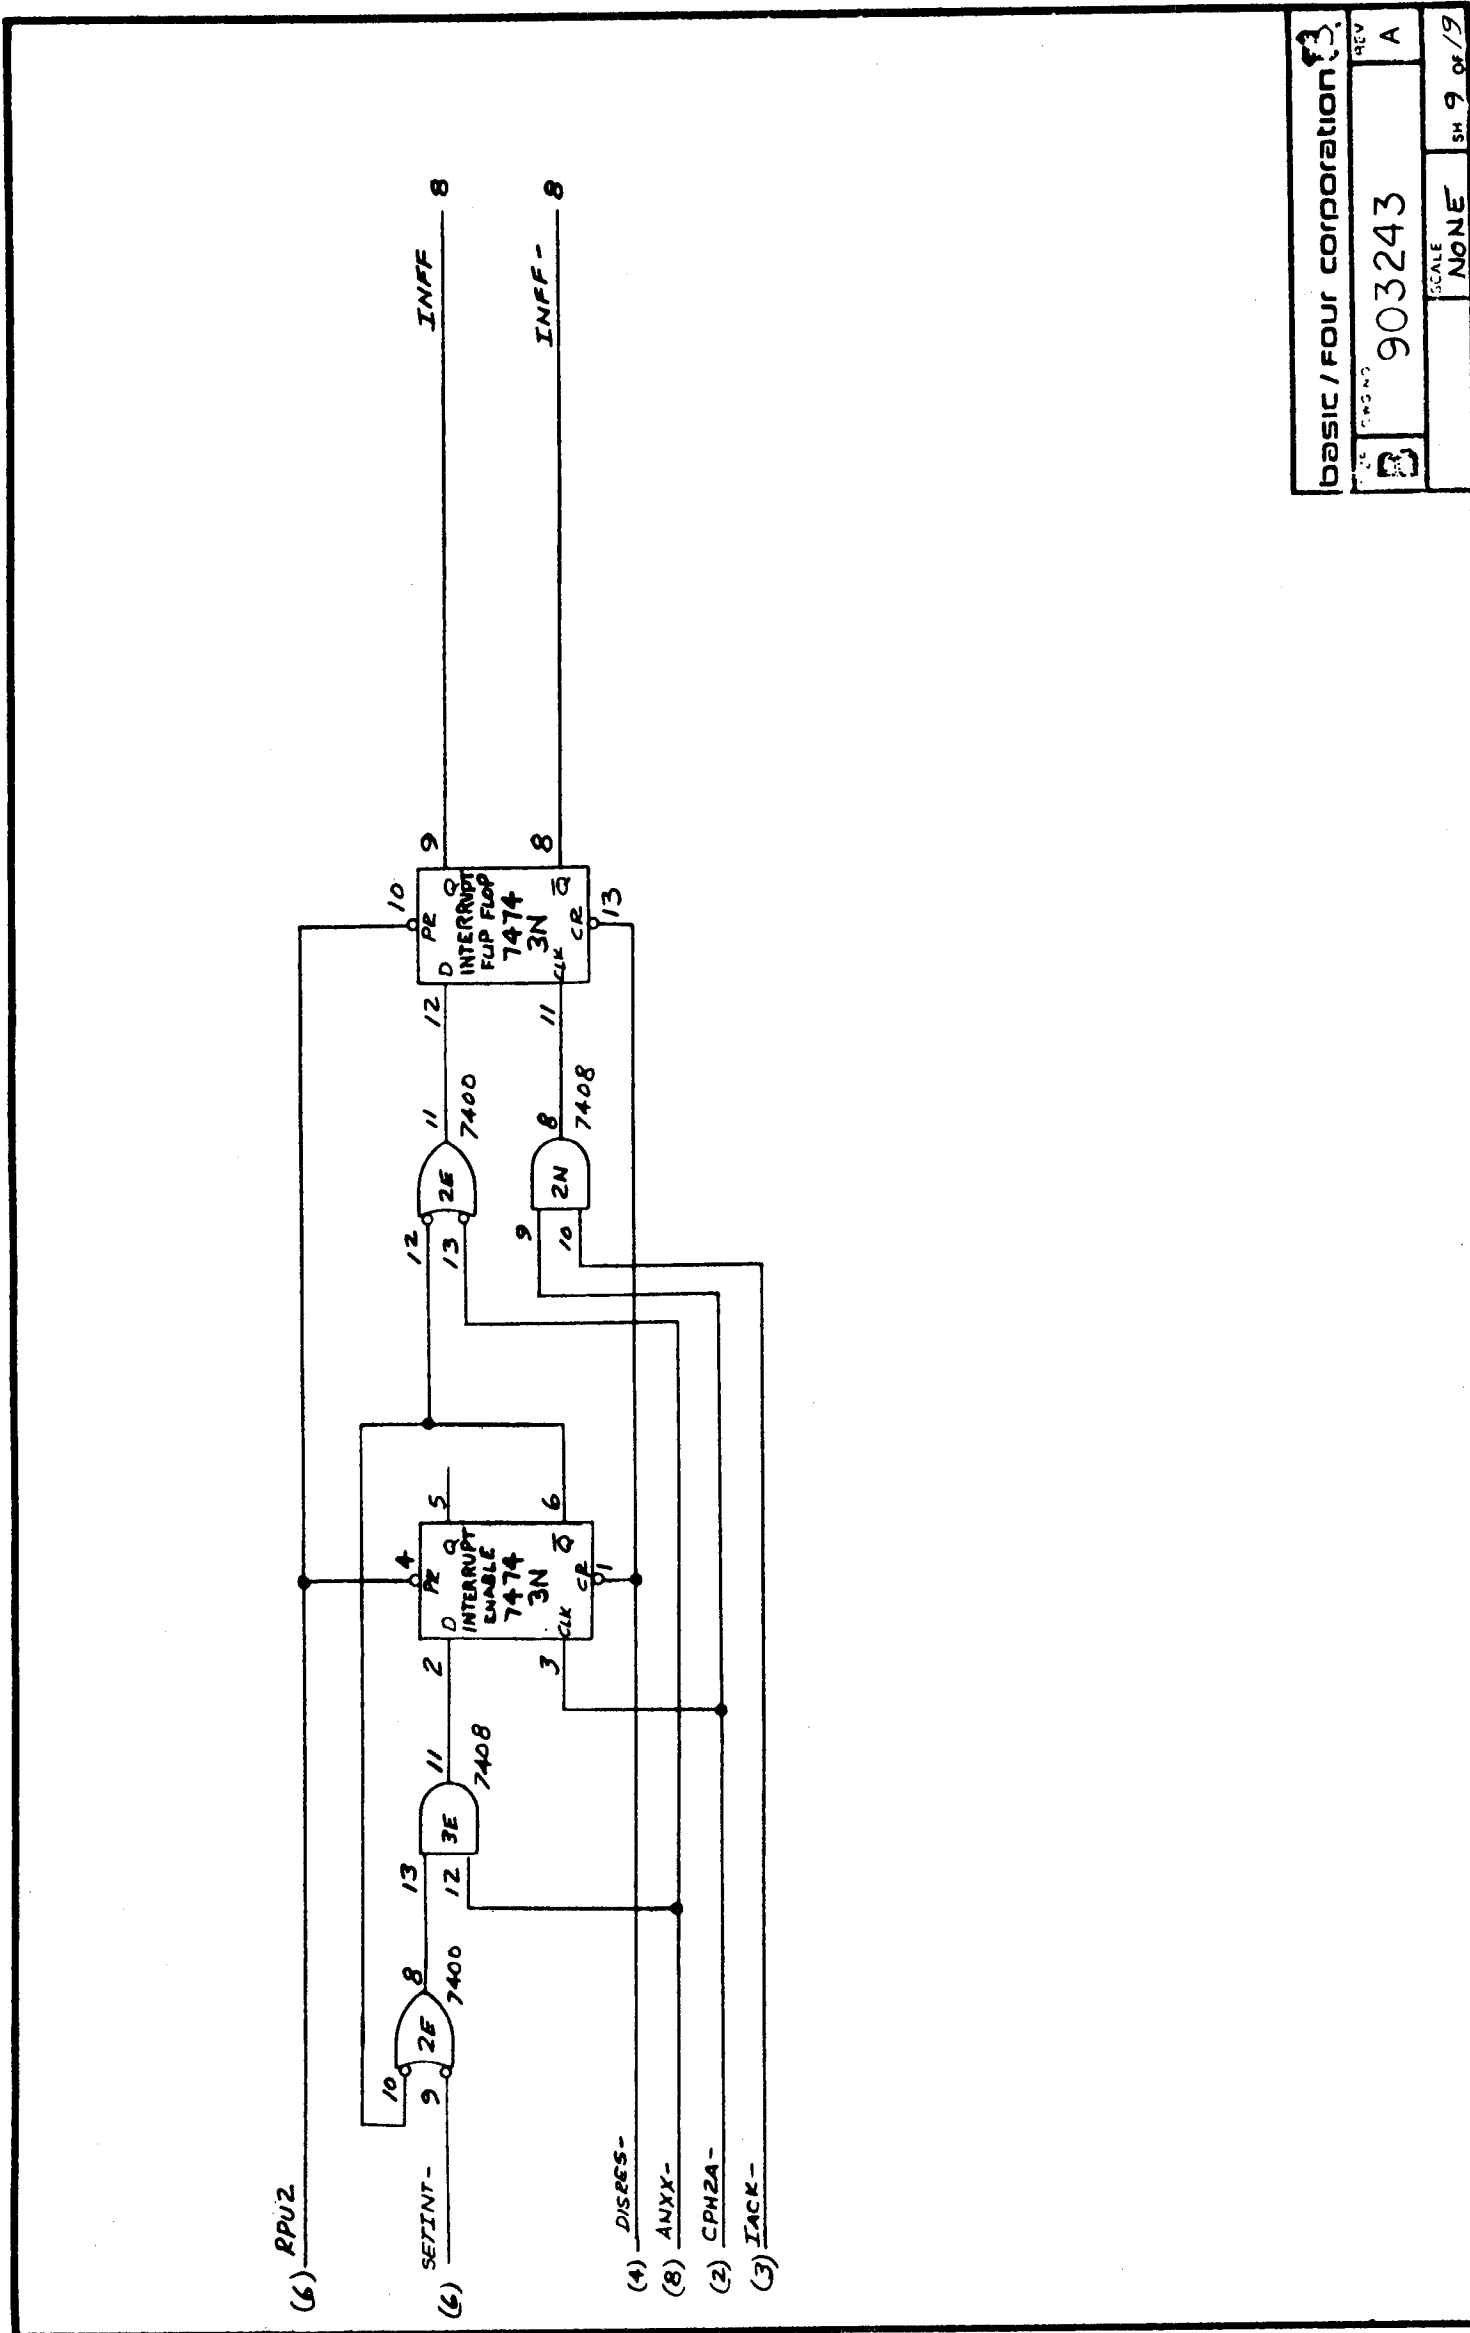 (6) RPU2
(6) SETINT-
(4) DISRES-
(8) ANXX-
(2) CPH2A-
(3) IACK-
10
9
2E
8
7400
13
12
3E
11
7408
2
3
4
PR
D
Q
INTERRUPT
ENABLE
7474
3N
CLK
CR
Q̅
1
5
6
12
13
2E
11
7400
9
10
2N
8
7408
12
11
10
PR
D
Q
INTERRUPT
FLIP FLOP
7474
3N
CLK
CR
Q̅
13
9
8
INFF 8
INFF- 8
basic/four corporation
B
DWG NO
903243
REV
A
SCALE
NONE
SH 9 OF 19